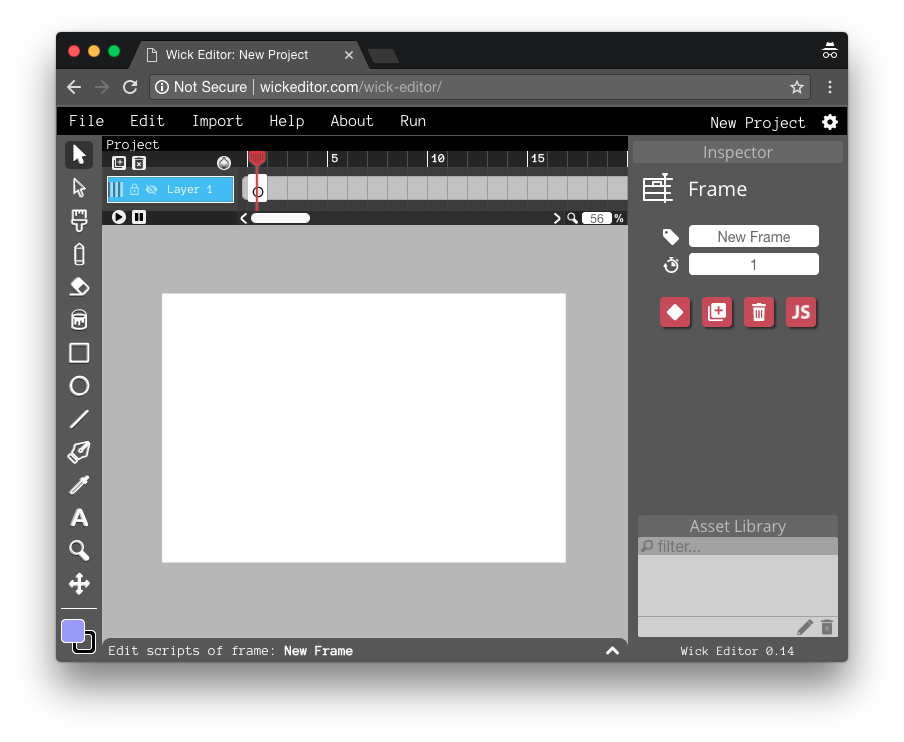 Wick Editor: New Project
Not Secure | wickeditor.com/wick-editor/
File Edit Import Help About Run New Project
Project
5 10 15
Layer 1
56 %
Inspector
Frame
New Frame
1
JS
A
Asset Library
filter...
Edit scripts of frame: New Frame
Wick Editor 0.14